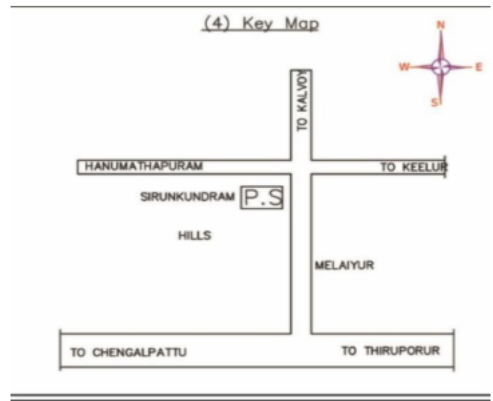 (4) Key Map
N
W
E
S
TO KALVOY
HANUMATHAPURAM
TO KEELUR
SIRUNKUNDRAM
P.S
HILLS
MELAIYUR
TO CHENGALPATTU
TO THIRUPORUR